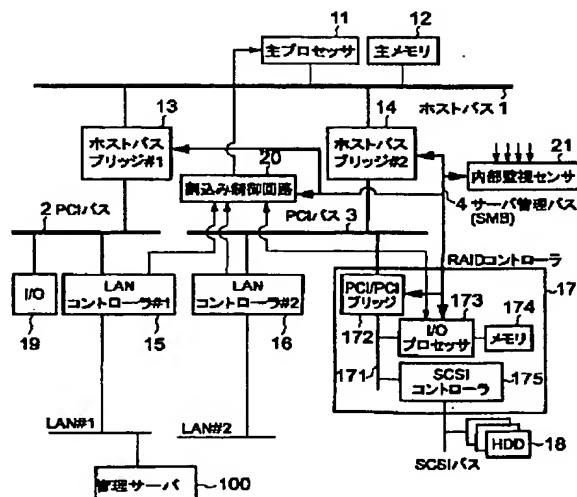 11
12
主プロセッサ
主メモリ
ホストバス 1
13
14
ホストバス
ブリッジ#1
20
ホストバス
ブリッジ#2
21
内部監視センサ
割込み制御回路
2 PCIバス
PCIバス 3
4 サーバ管理バス
(SMB)
RAIDコントローラ
17
I/O
19
LAN
コントローラ#1
15
LAN
コントローラ#2
16
PCI/PCI
ブリッジ
172
173
I/O
プロセッサ
174
メモリ
171
SCSI
コントローラ
175
LAN#1
LAN#2
HDD
18
SCSIバス
管理サーバ
100